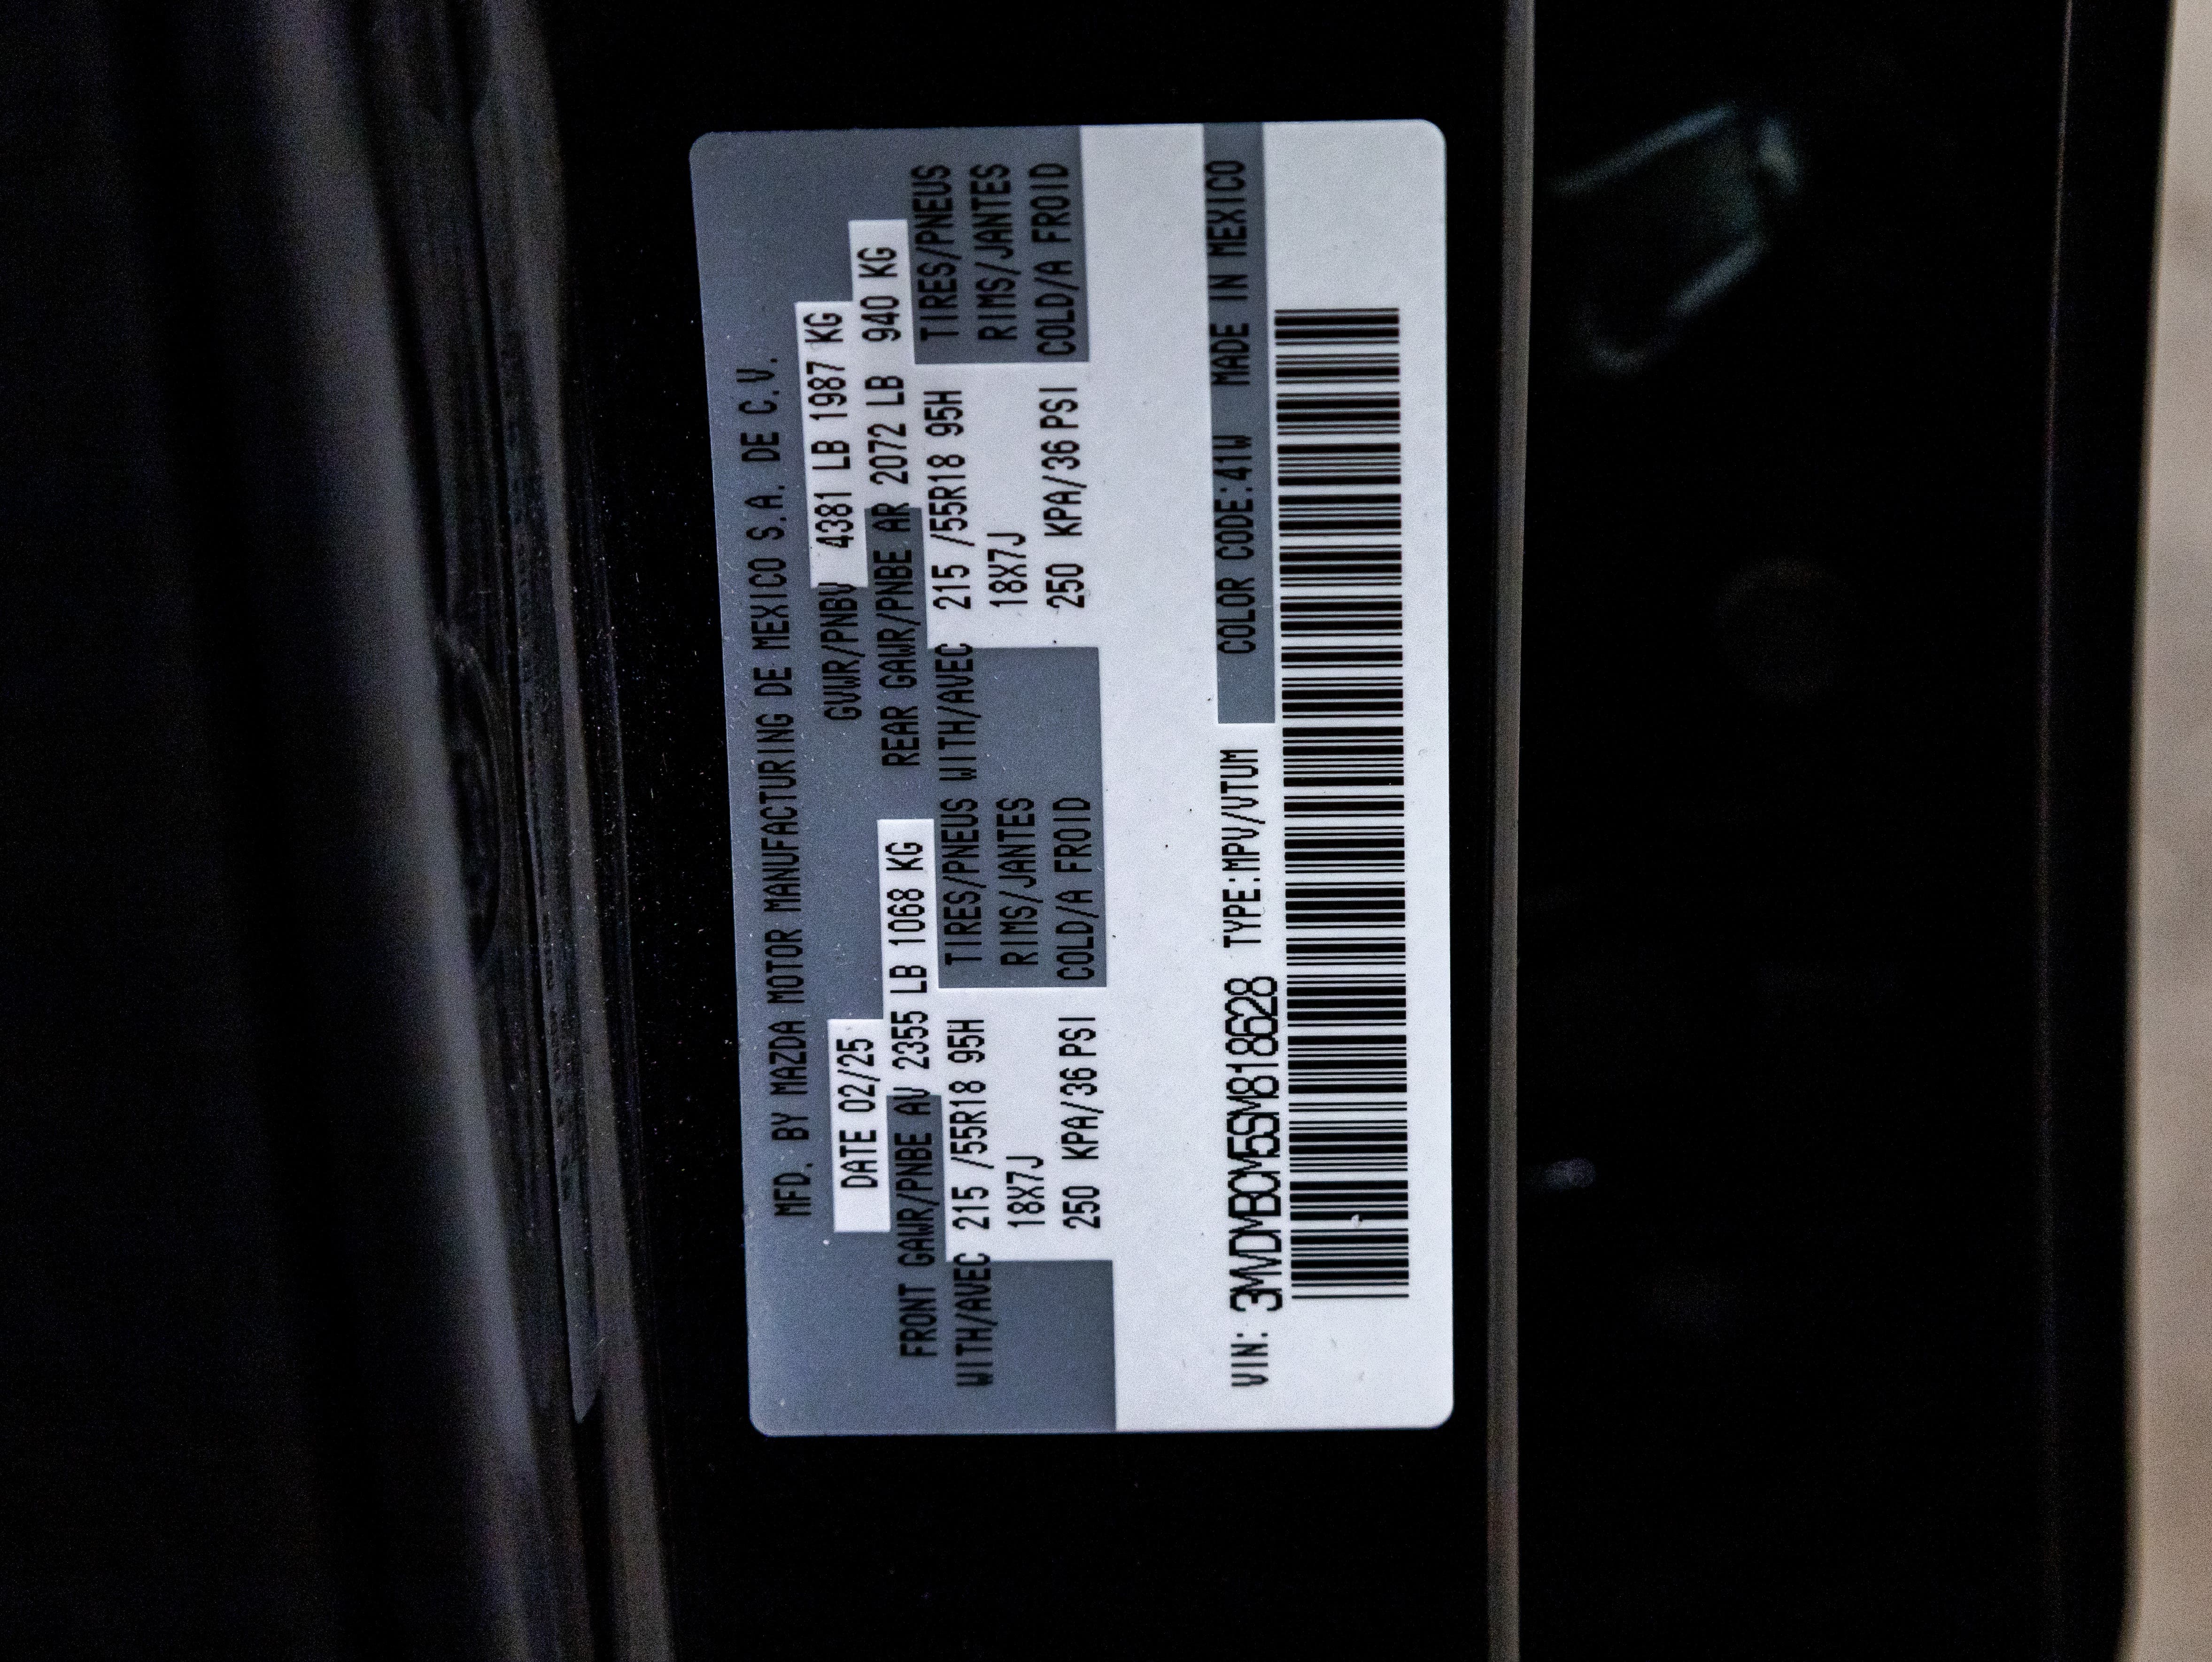 MFD. BY MAZDA MOTOR MANUFACTURING DE MEXICO S.A. DE C.V.
DATE 02/25 GVWR/PNBV 4381 LB 1987 KG
FRONT GAWR/PNBE AV 2355 LB 1068 KG REAR GAWR/PNBE AR 2072 LB 940 KG
WITH/AVEC 215 /55R18 95H TIRES/PNEUS WITH/AVEC 215 /55R18 95H TIRES/PNEUS
18X7J RIMS/JANTES 18X7J RIMS/JANTES
250 KPA/36 PSI COLD/A FROID 250 KPA/36 PSI COLD/A FROID
VIN: 3MVDMBCM5SM818628 TYPE:MPV/VTUM COLOR CODE:41W MADE IN MEXICO